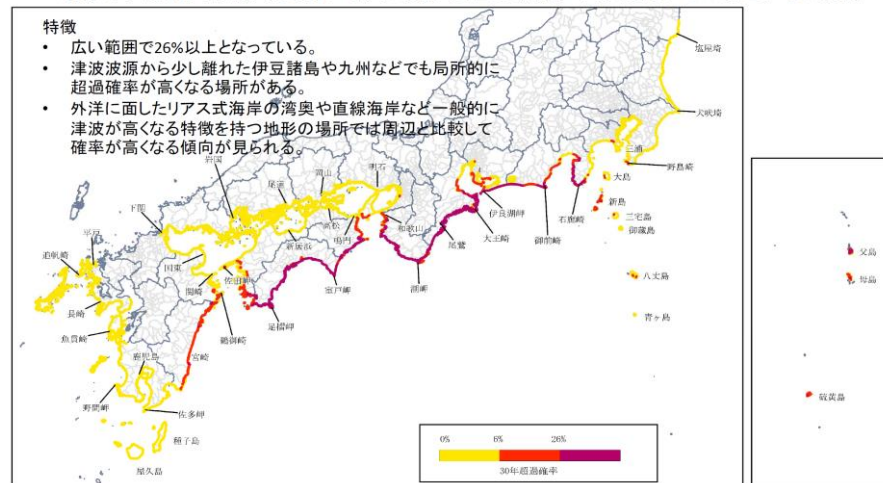 特徴
• 広い範囲で26%以上となっている。
• 津波波源から少し離れた伊豆諸島や九州などでも局所的に
超過確率が高くなる場所がある。
• 外洋に面したリアス式海岸の湾奥や直線海岸など一般的に
津波が高くなる特徴を持つ地形の場所では周辺と比較して
確率が高くなる傾向が見られる。
塩屋埼
犬吠埼
三浦
野島崎
大島
新島
三宅島
御蔵島
八丈島
青ヶ島
石廊崎
御前崎
伊良湖岬
大王崎
尾鷲
潮岬
和歌山
明石
岡山
尾道
岩国
高松
鳴門
新居浜
室戸岬
足摺岬
下関
国東
関崎
佐田岬
鶴御崎
宮崎
平戸
長崎
魚貫崎
鹿児島
野間岬
佐多岬
種子島
屋久島
父島
母島
硫黄島
0% 6% 26%
30年超過確率